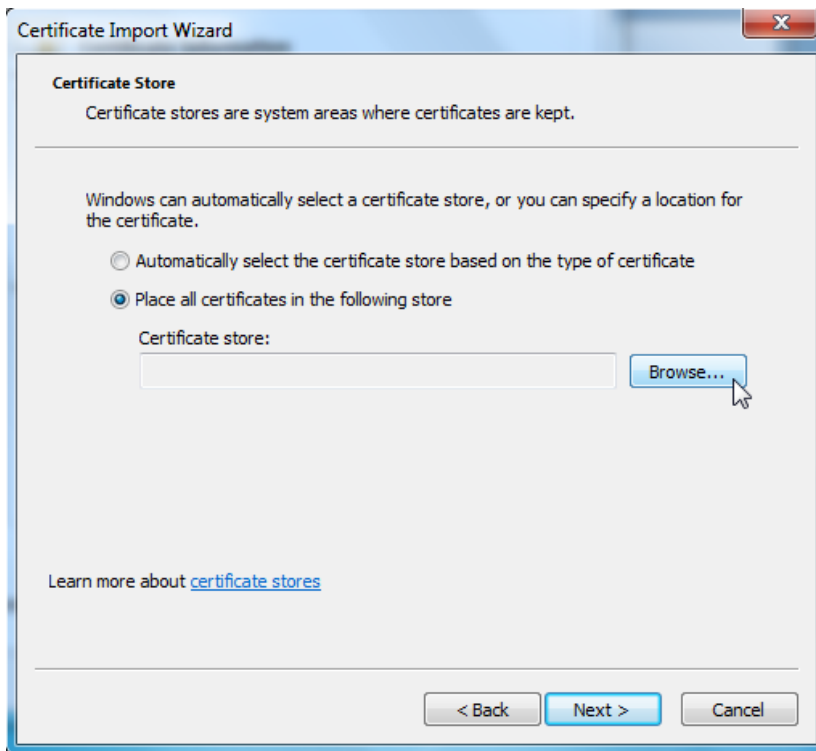 Certificate Import Wizard
Certificate Store
Certificate stores are system areas where certificates are kept.
Windows can automatically select a certificate store, or you can specify a location for
the certificate.
Automatically select the certificate store based on the type of certificate
Place all certificates in the following store
Certificate store:
Browse...
Learn more about certificate stores
< Back Next > Cancel